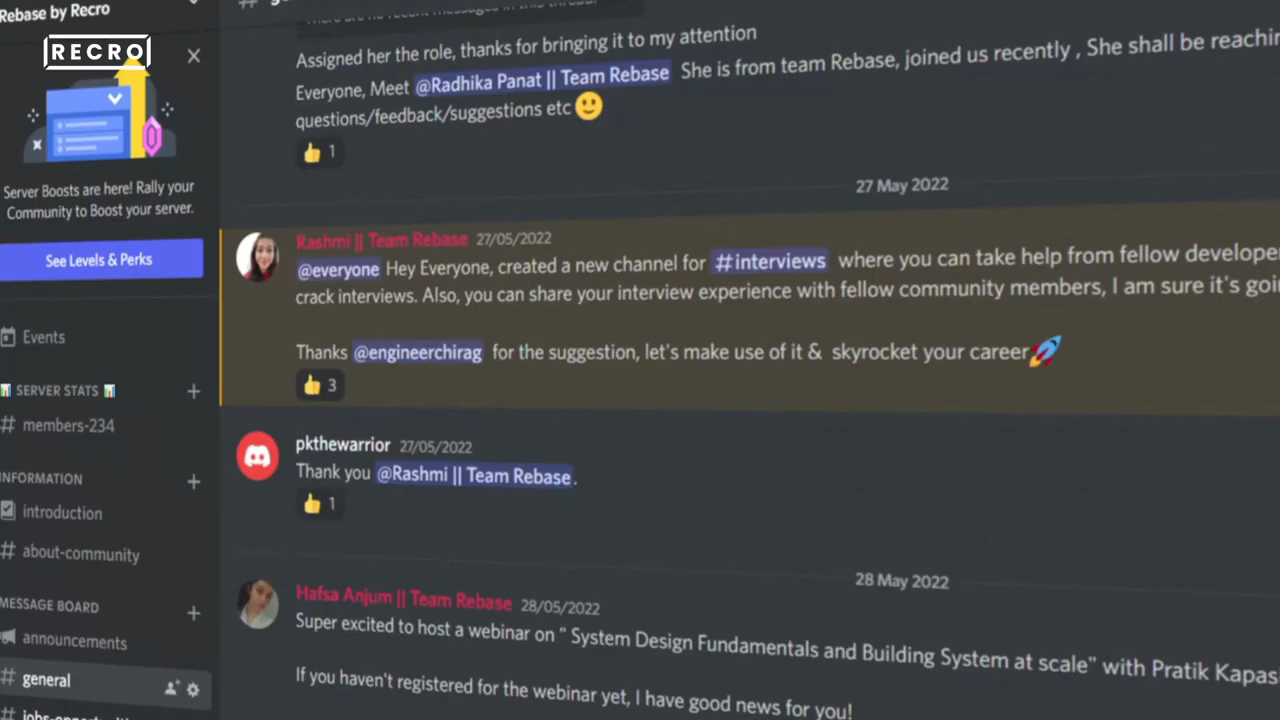 Rebase by Recro
RECRO
Server Boosts are here! Rally your
Community to Boost your server.
See Levels & Perks
Events
SERVER STATS
members-234
INFORMATION
introduction
about-community
MESSAGE BOARD
announcements
general
There are no recent messages in this thread.
Assigned her the role, thanks for bringing it to my attention
Everyone, Meet @Radhika Panat || Team Rebase She is from team Rebase, joined us recently , She shall be
questions/feedback/suggestions etc
1
27 May 2022
Rashmi || Team Rebase 27/05/2022
@everyone Hey Everyone, created a new channel for #interviews where you can take help from fellow
crack interviews. Also, you can share your interview experience with fellow community members, I am sure it's
Thanks @engineerchirag for the suggestion, let's make use of it & skyrocket your career
3
pkthewarrior 27/05/2022
Thank you @Rashmi || Team Rebase.
1
28 May 2022
Hafsa Anjum || Team Rebase 28/05/2022
Super excited to host a webinar on " System Design Fundamentals and Building System at scale" with Pratik
If you haven't registered for the webinar yet, I have good news for you!